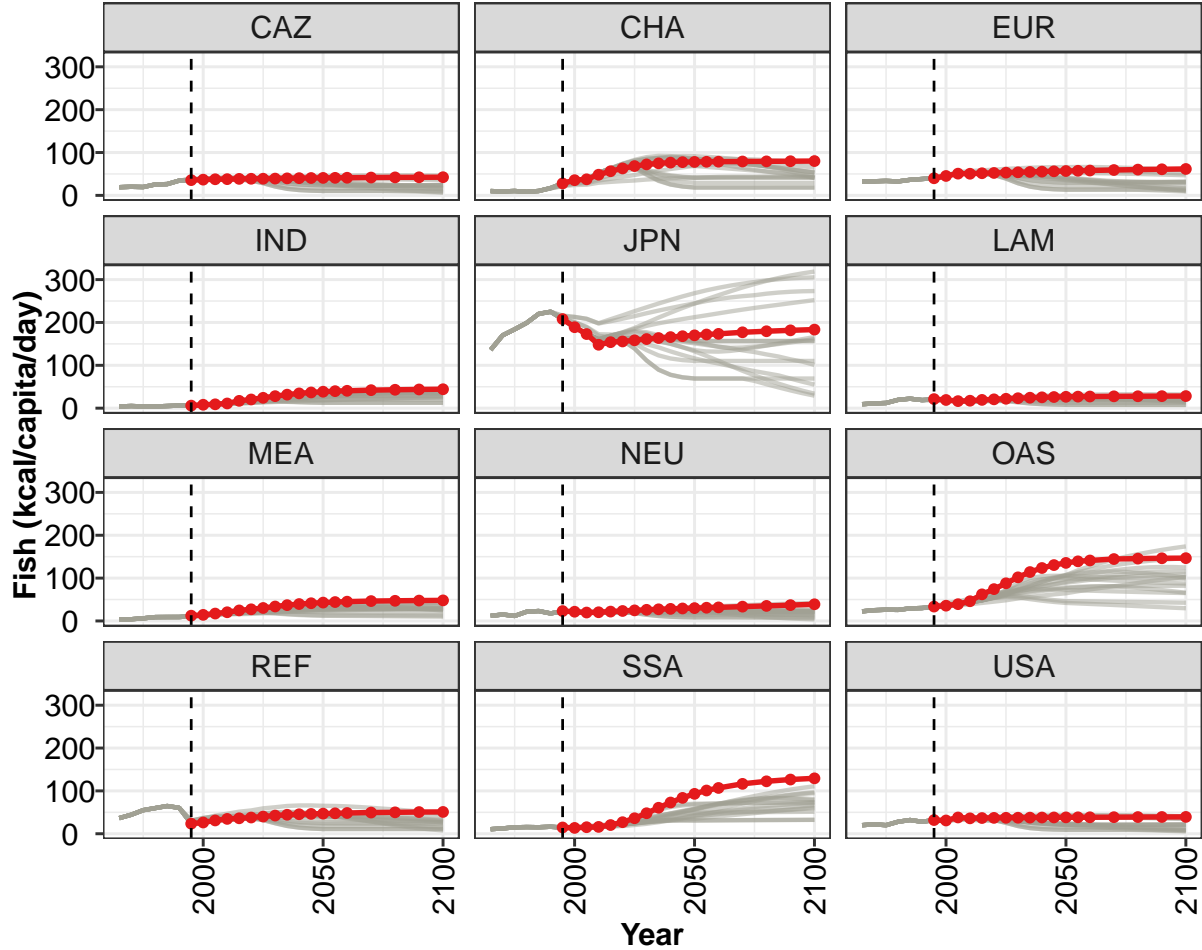 CAZ CHA EUR
300
200
100
0
IND JPN LAM
300
200
100
0
MEA NEU OAS
300
200
100
0
REF SSA USA
300
200
100
0
2000 2050 2100 2000 2050 2100 2000 2050 2100
Year
Fish (kcal/capita/day)